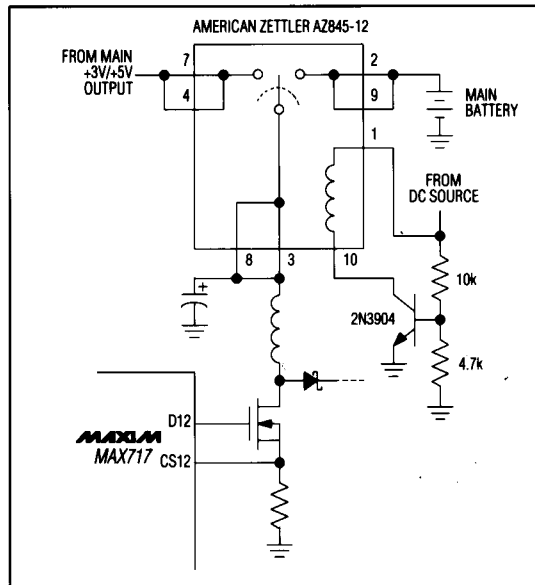 AMERICAN ZETTLER AZ845-12
FROM MAIN
+3V/+5V
OUTPUT
7
2
4
9
MAIN
BATTERY
1
FROM
DC SOURCE
8
3
10
10k
2N3904
+
4.7k
D12
MAXIM
MAX717
CS12